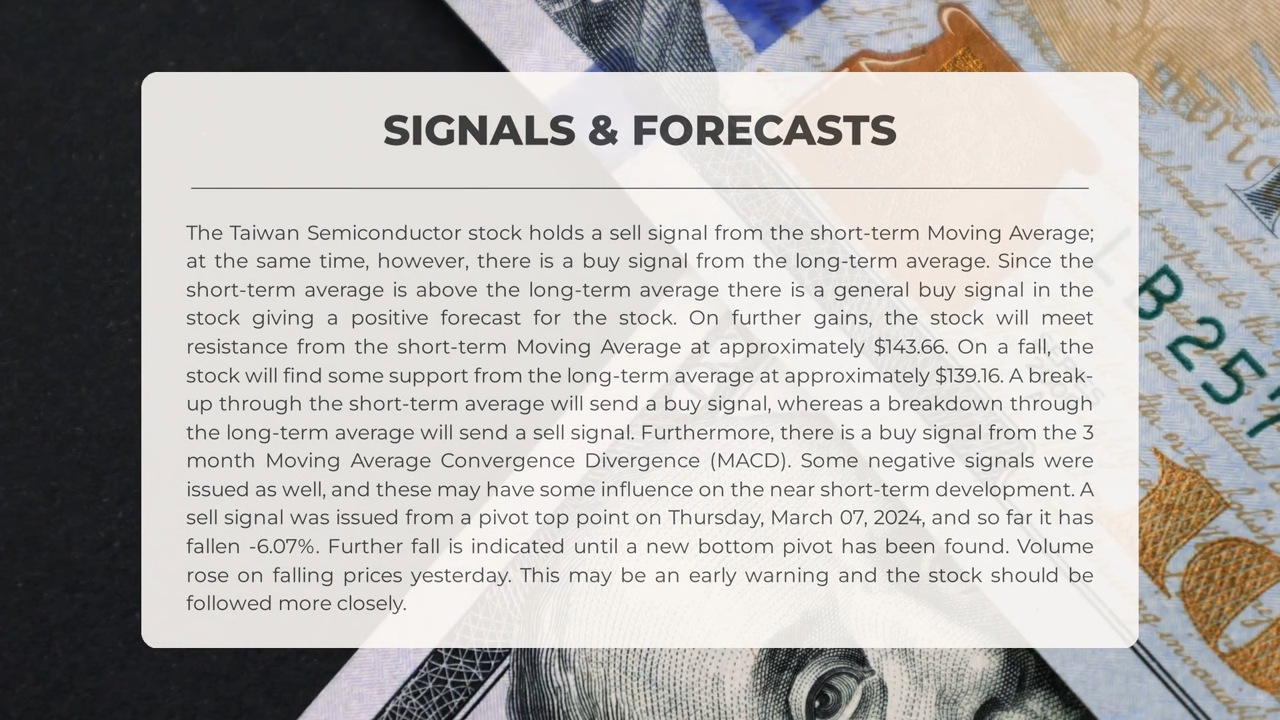 SIGNALS & FORECASTS
The Taiwan Semiconductor stock holds a sell signal from the short-term Moving Average;
at the same time, however, there is a buy signal from the long-term average. Since the
short-term average is above the long-term average there is a general buy signal in the
stock giving a positive forecast for the stock. On further gains, the stock will meet
resistance from the short-term Moving Average at approximately $143.66. On a fall, the
stock will find some support from the long-term average at approximately $139.16. A break-
up through the short-term average will send a buy signal, whereas a breakdown through
the long-term average will send a sell signal. Furthermore, there is a buy signal from the 3
month Moving Average Convergence Divergence (MACD). Some negative signals were
issued as well, and these may have some influence on the near short-term development. A
sell signal was issued from a pivot top point on Thursday, March 07, 2024, and so far it has
fallen -6.07%. Further fall is indicated until a new bottom pivot has been found. Volume
rose on falling prices yesterday. This may be an early warning and the stock should be
followed more closely.